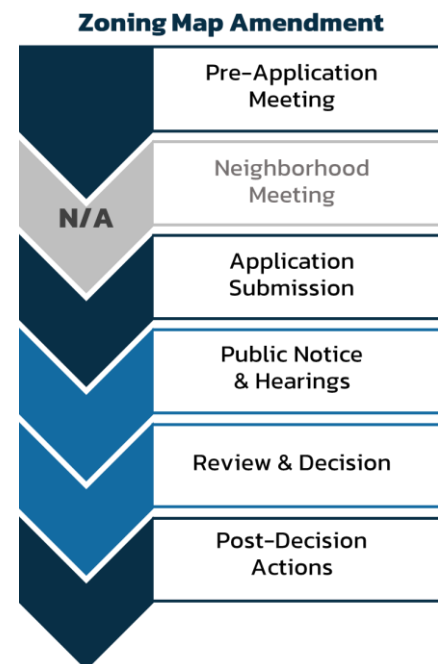 Zoning Map Amendment
Pre-Application
Meeting
N/A
Neighborhood
Meeting
Application
Submission
Public Notice
& Hearings
Review & Decision
Post-Decision
Actions